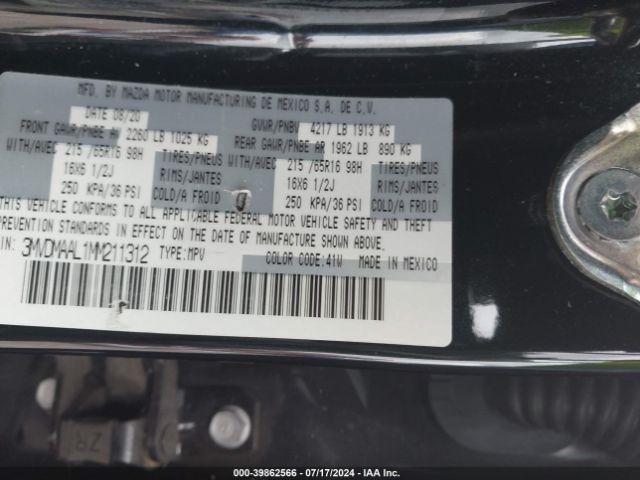 MFD. BY MAZDA MOTOR MANUFACTURING DE MEXICO S.A. DE C.V.
DATE 08/20 GVWR/PNBV 4217 LB 1913 KG
FRONT GAWR/PNBE AV 2260 LB 1025 KG REAR GAWR/PNBE AR 1962 LB 890 KG
WITH/AVEC 215 /65R16 98H TIRES/PNEUS WITH/AVEC 215 /65R16 98H TIRES/PNEUS
16X6 1/2J RIMS/JANTES 16X6 1/2J RIMS/JANTES
250 KPA/36 PSI COLD/A FROID 250 KPA/36 PSI COLD/A FROID
THIS VEHICLE CONFORMS TO ALL APPLICABLE FEDERAL MOTOR VEHICLE SAFETY AND THEFT
PREVENTION STANDARDS IN EFFECT ON THE DATE OF MANUFACTURE SHOWN ABOVE.
IN: 3MVDMAAL1MM211312 TYPE: MPV COLOR CODE: 41W MADE IN MEXICO
ZR
000-39862566 / 07/17/2024 / IAA Inc.